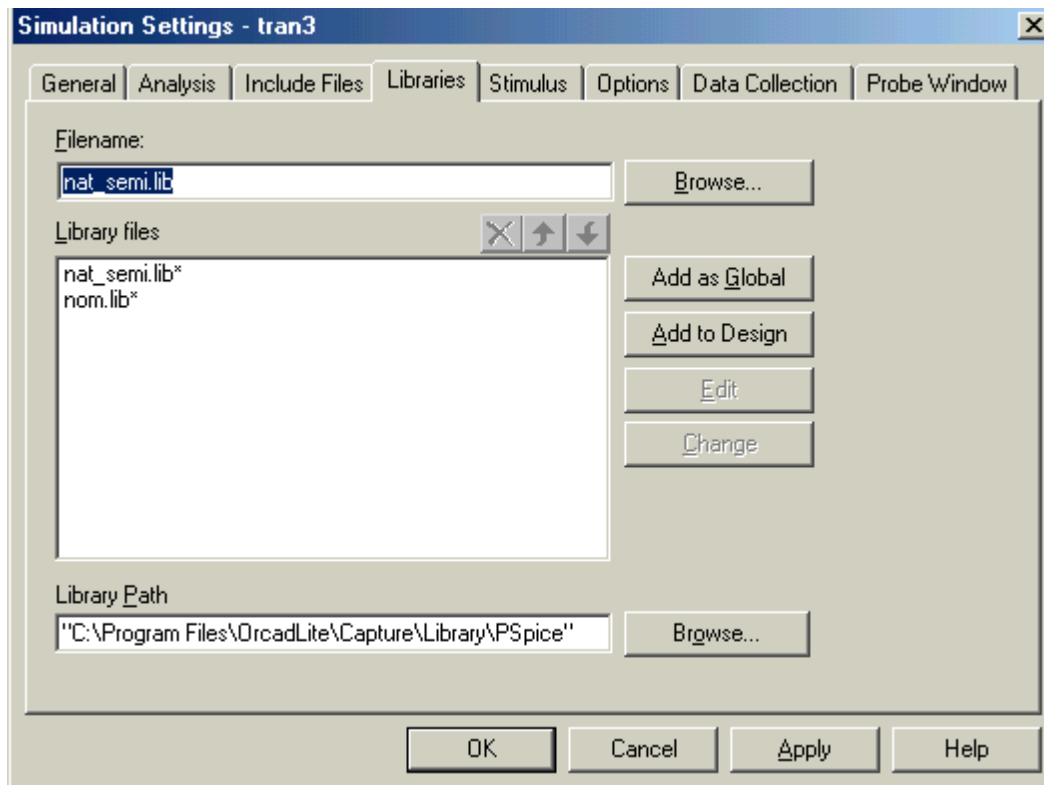 Simulation Settings - tran3
General Analysis Include Files Libraries Stimulus Options Data Collection Probe Window
Filename:
nat_semi.lib
Browse...
Library files
nat_semi.lib*
nom.lib*
Add as Global
Add to Design
Edit
Change
Library Path
"C:\Program Files\OrcadLite\Capture\Library\PSpice"
Browse...
OK Cancel Apply Help